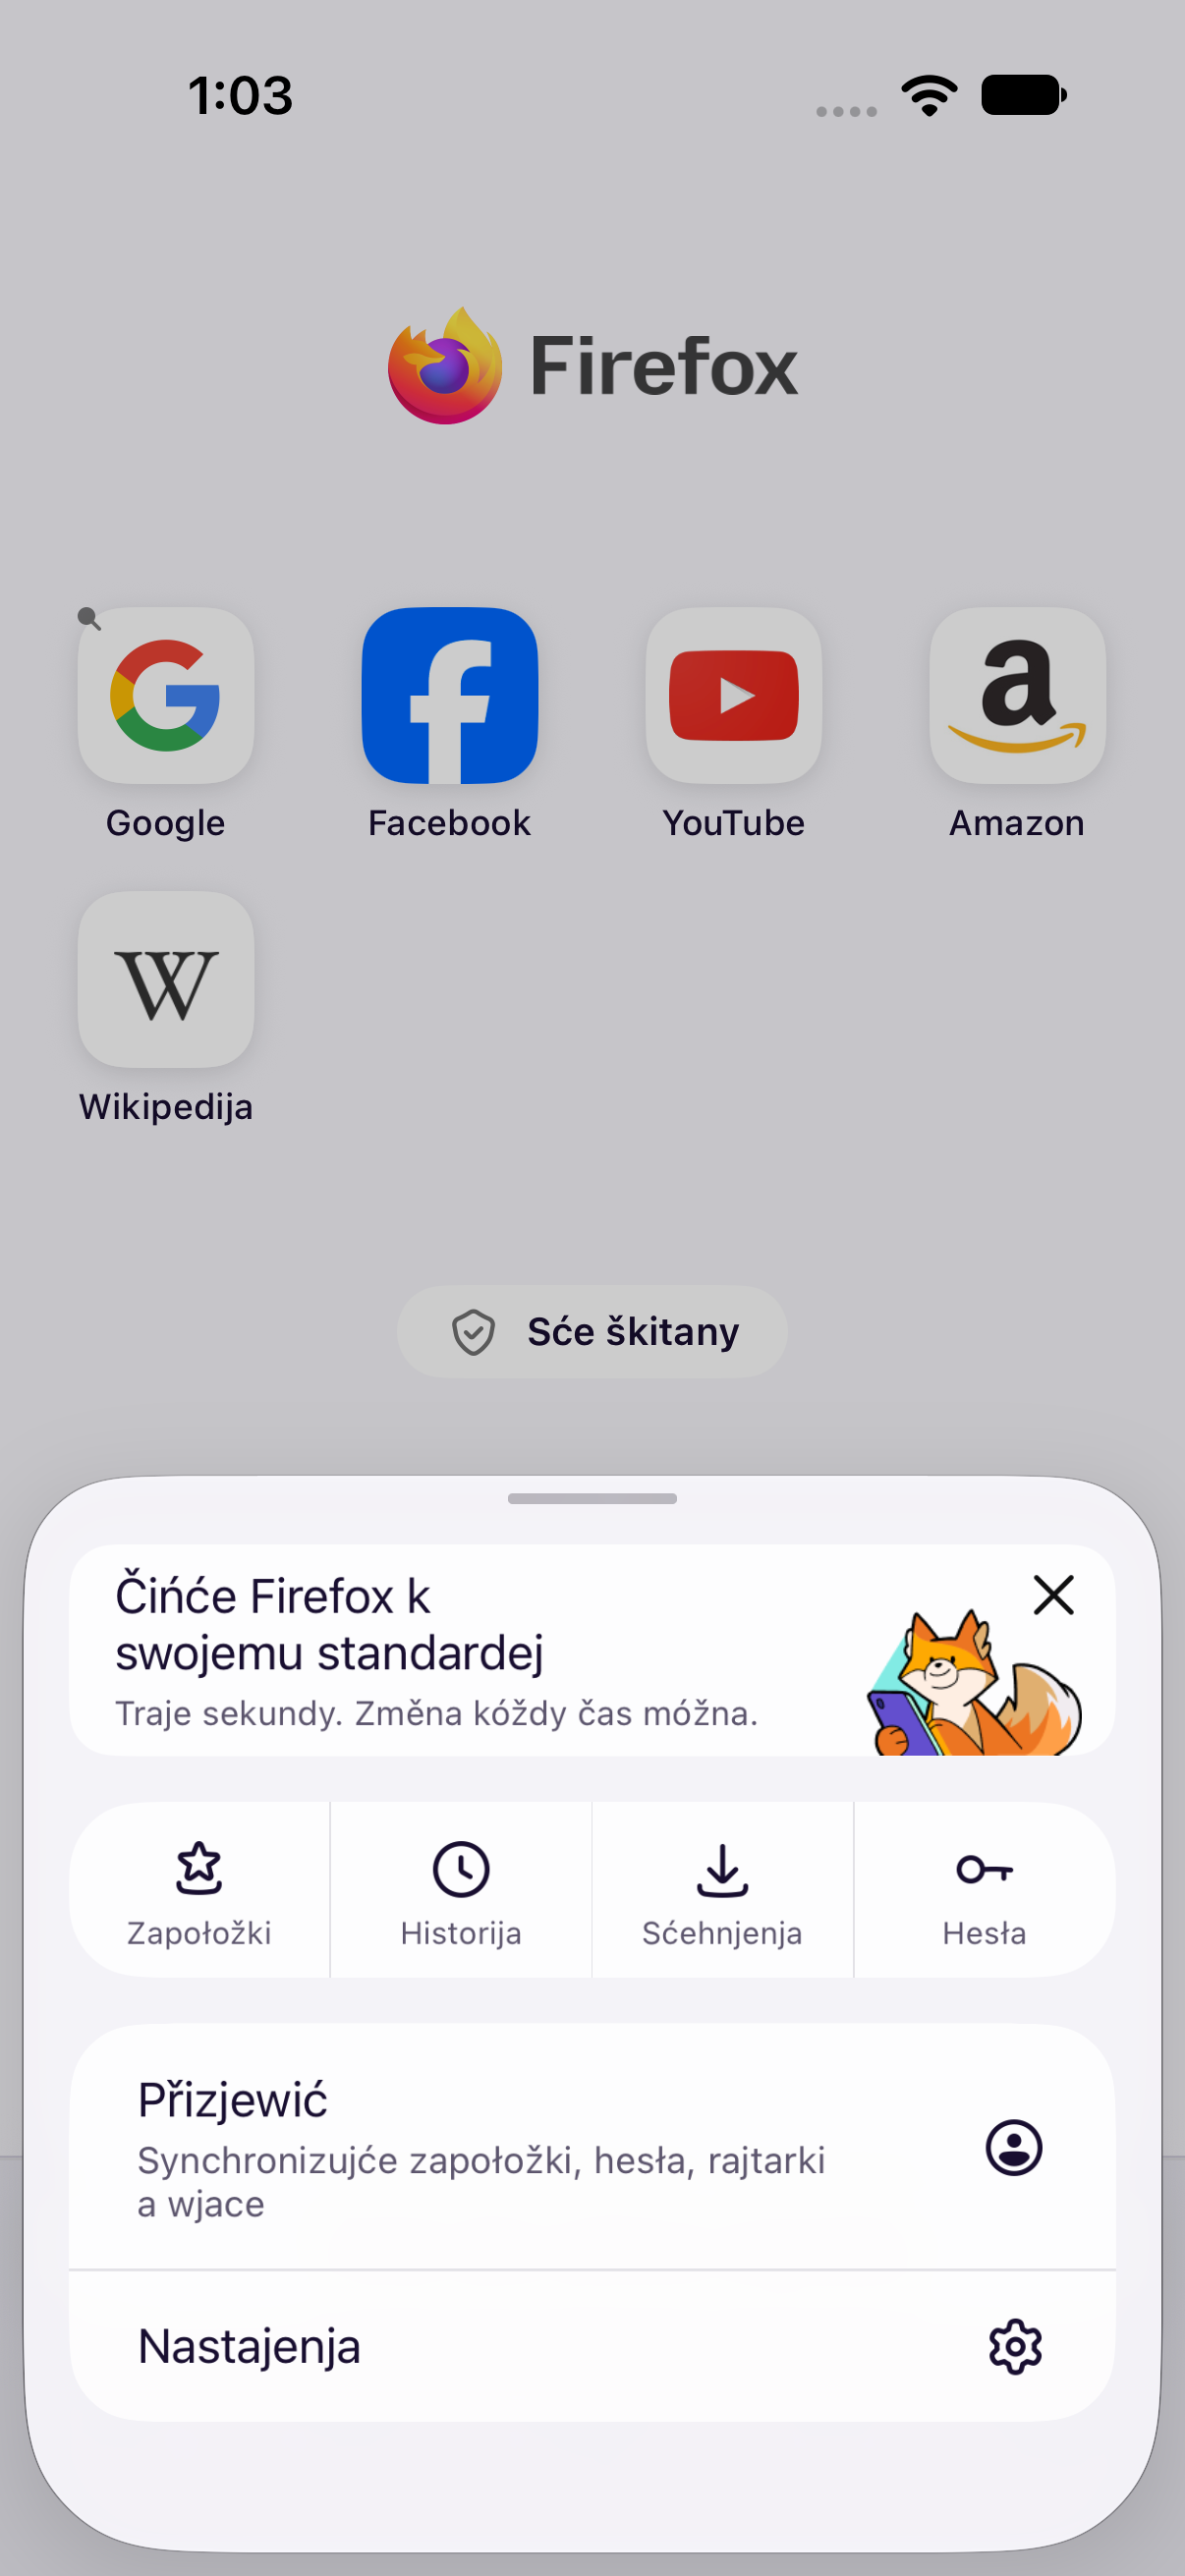 1:03
Firefox
Google
Facebook
YouTube
Amazon
Wikipedija
Sće škitany
Čińće Firefox k
swojemu standardej
Traje sekundy. Změna kóždy čas móžna.
Zapołožki
Historija
Sćehnjenja
Hesła
Přizjewić
Synchronizujće zapołožki, hesła, rajtarki
a wjace
Nastajenja